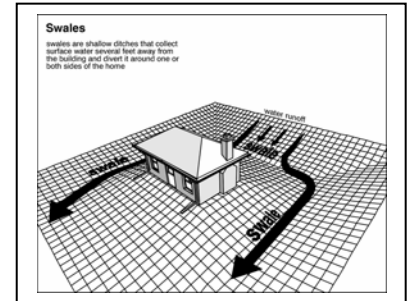 Swales
swales are shallow ditches that collect
surface water several feet away from
the building and divert it around one or
both sides of the home
water runoff
swale
swale
Swale